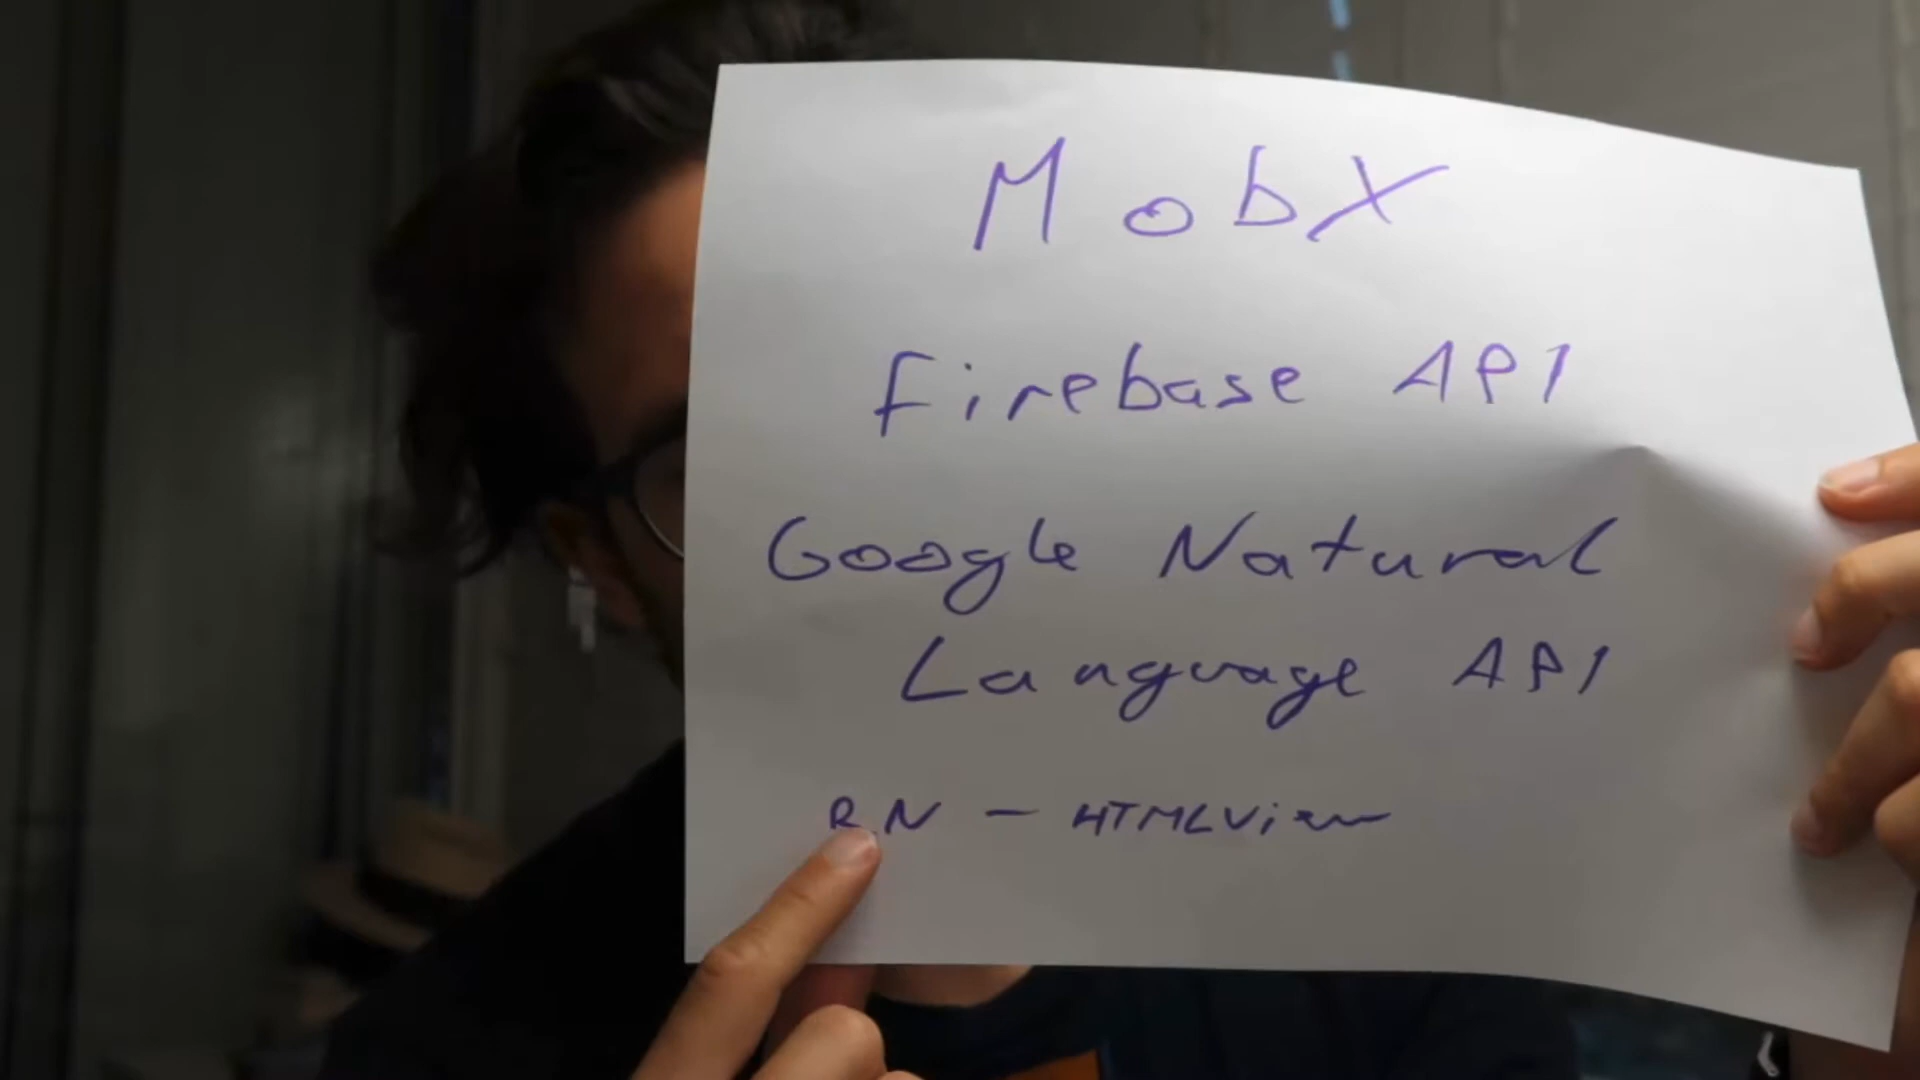 MobX
Firebase API
Google Natural
Language API
RN - HTMLView